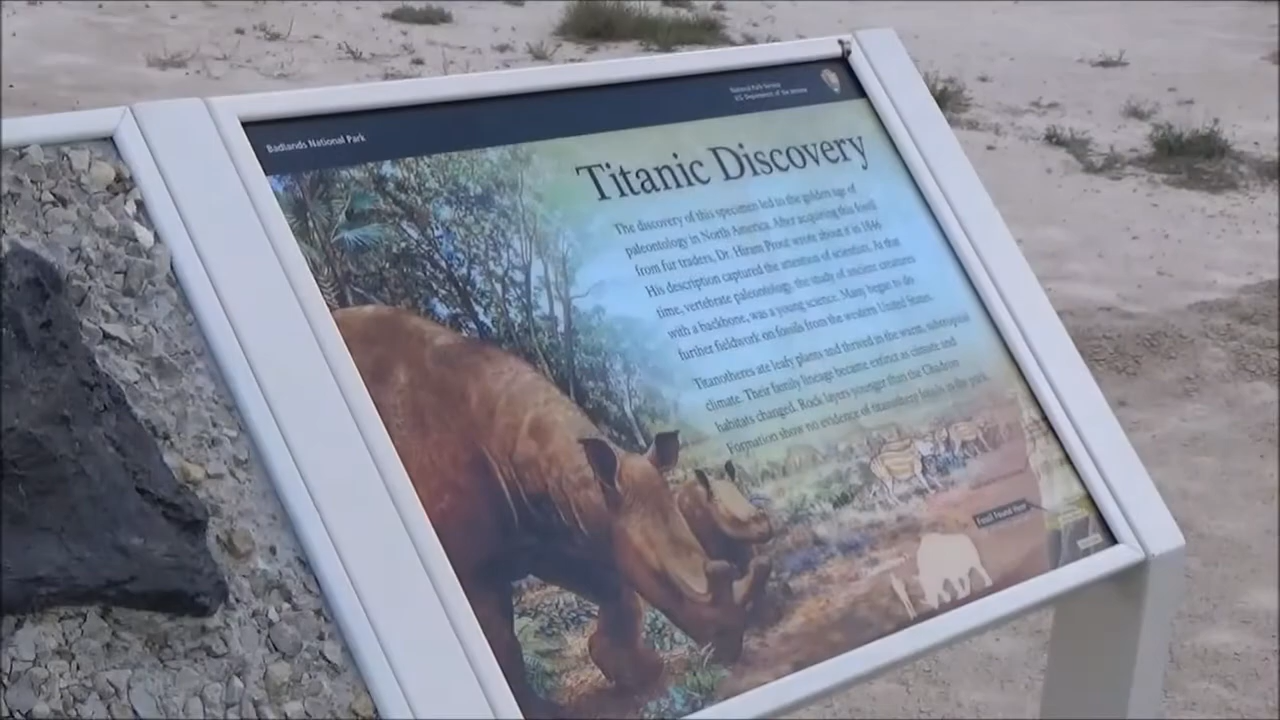 Badlands National Park
National Park Service
U.S. Department of the Interior
Titanic Discovery
The discovery of this specimen led to the golden age of
paleontology in North America. After acquiring this fossil
from fur traders, Dr. Hiram Prout wrote about it in 1846.
His description captured the attention of scientists. At that
time, vertebrate paleontology, the study of ancient creatures
with a backbone, was a young science. Many began to do
further fieldwork on fossils from the western United States.
Titanotheres ate leafy plants and thrived in the warm, subtropical
climate. Their family lineage became extinct as climate and
habitats changed. Rock layers younger than the Chadron
Formation show no evidence of titanothere fossils in the park.
Fossil Found Here